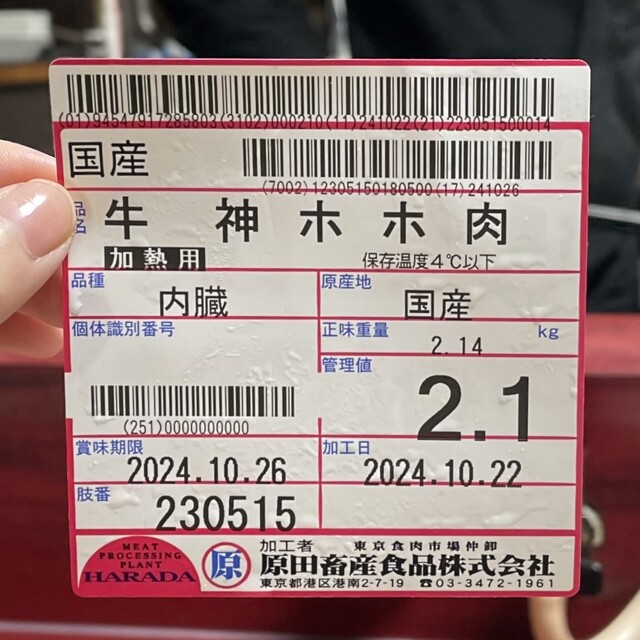 (01)94547917285803(3102)000210(11)241022(21)223051500014
国産
(7002)12305150180500(17)241026
品名
牛 神ホホ肉
加熱用
保存温度4℃以下
品種
内臓
原産地
国産
個体識別番号
正味重量
2.14
kg
管理値
2.1
(251)0000000000
賞味期限
2024.10.26
加工日
2024.10.22
肢番
230515
MEAT
PROCESSING
PLANT
HARADA
原
加工者 東京食肉市場仲卸
原田畜産食品株式会社
東京都港区港南2-7-19 ☎03-3472-1961